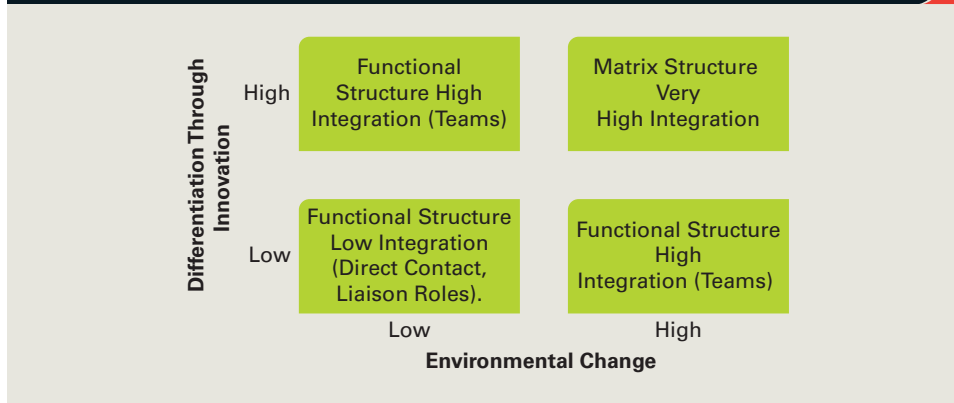 Differentiation Through
Innovation
High
Functional
Structure High
Integration (Teams)
Matrix Structure
Very
High Integration
Low
Functional Structure
Low Integration
(Direct Contact,
Liaison Roles).
Functional Structure
High
Integration (Teams)
Low
High
Environmental Change